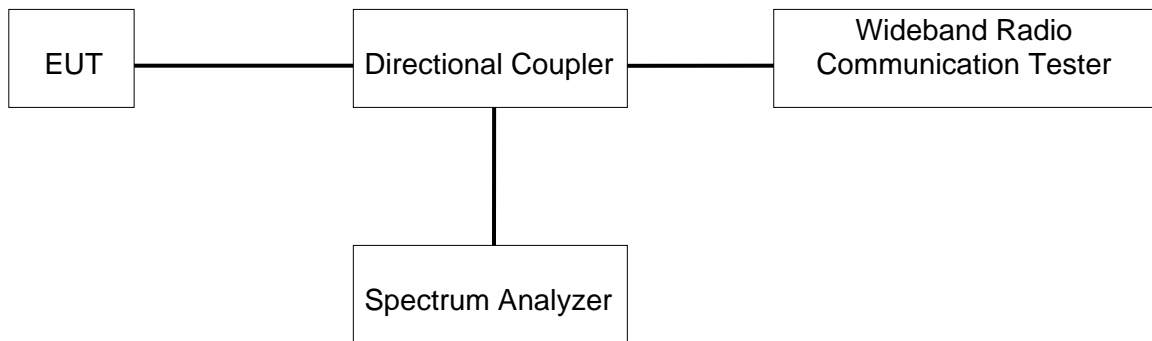 EUT
Directional Coupler
Wideband Radio
Communication Tester
Spectrum Analyzer